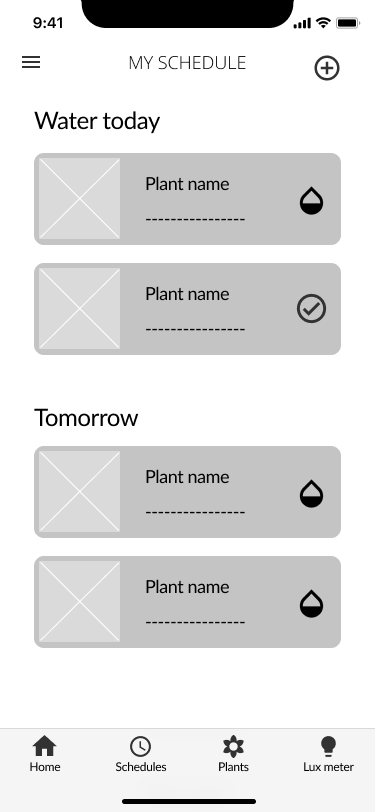 9:41
MY SCHEDULE
Water today
Plant name
----------------
Plant name
----------------
Tomorrow
Plant name
----------------
Plant name
----------------
Home
Schedules
Plants
Lux meter